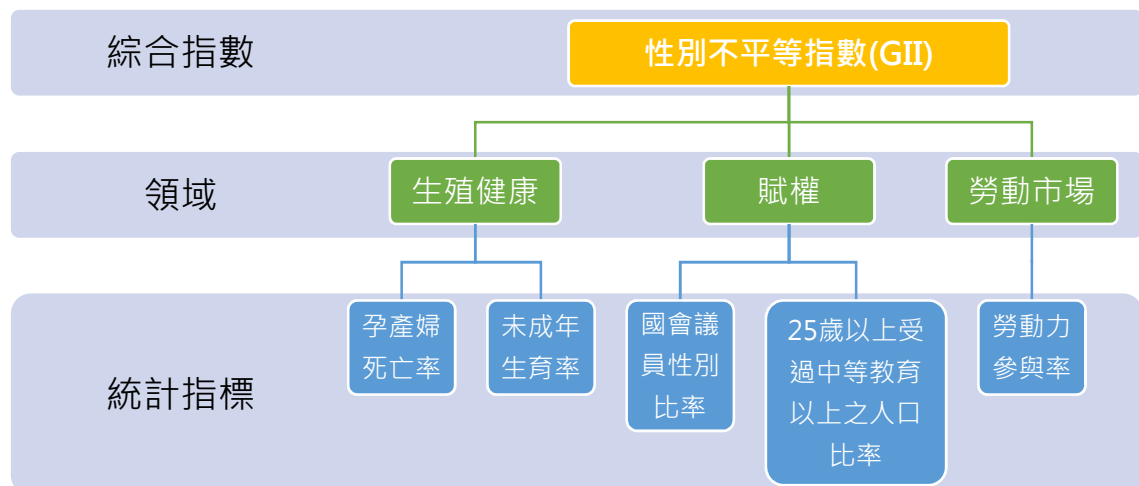 綜合指數
性別不平等指數(GII)
領域
生殖健康
賦權
勞動市場
統計指標
孕產婦
死亡率
未成年
生育率
國會議
員性別
比率
25歲以上受
過中等教育
以上之人口
比率
勞動力
參與率